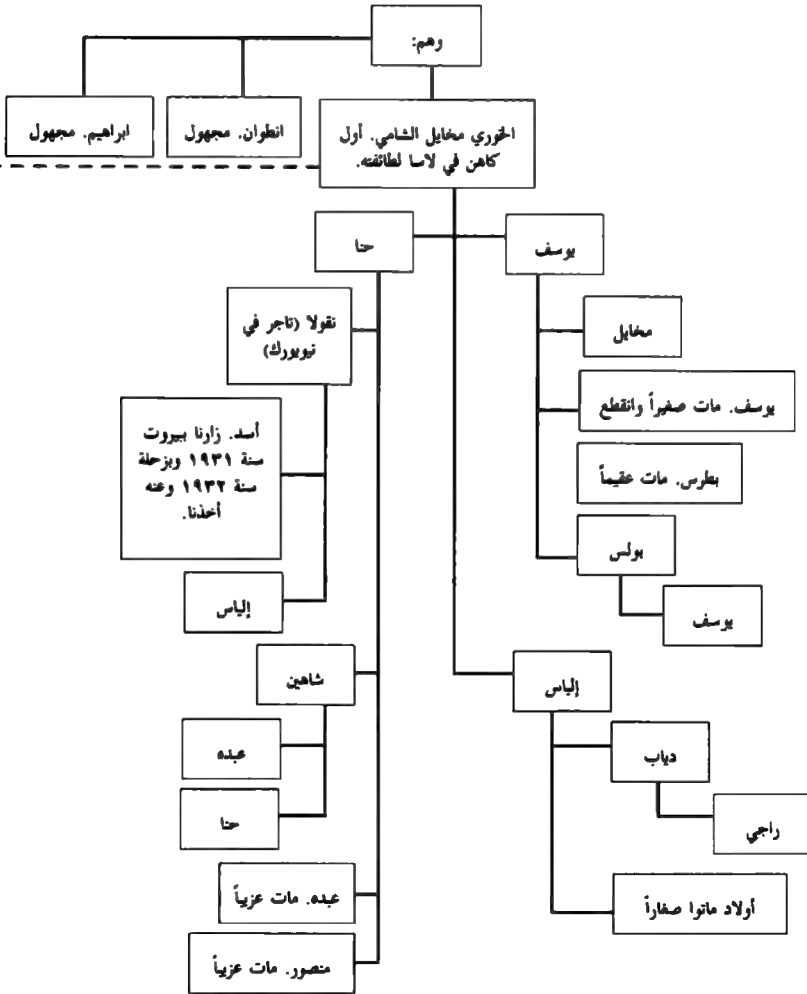 وهم:
الخوري مخايل الشامي. أول
كاهن في لاسا لطائفته.
انطوان. مجهول
ابراهيم. مجهول
يوسف
مخايل
يوسف. مات صغيراً وانقطع
بطرس. مات عقيماً
بولس
يوسف
إلياس
دياب
راجي
أولاد ماتوا صغاراً
حنا
نقولا (تاجر في
نيويورك)
أسد. زارنا ببيروت
سنة ١٩٣١ وبزحلة
سنة ١٩٣٢ وعنه
أخذنا.
إلياس
شاهين
عبده
حنا
عبده. مات عزيباً
منصور. مات عزيباً